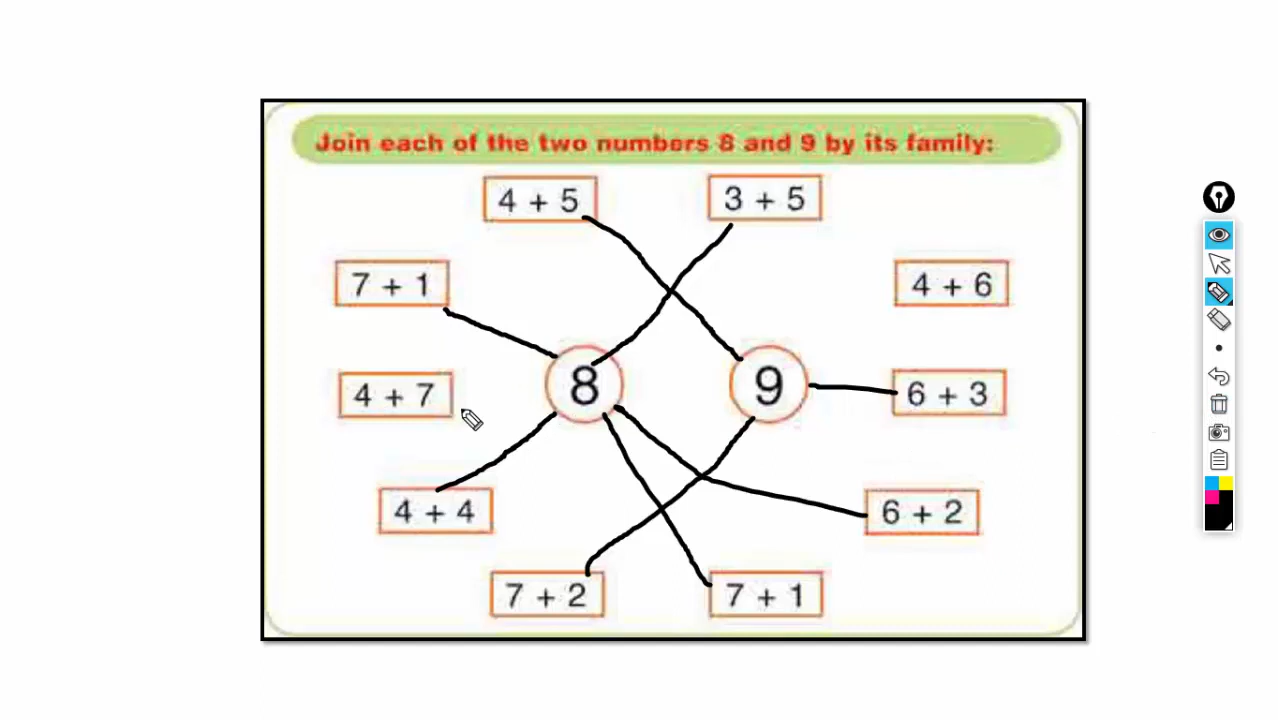 Join each of the two numbers 8 and 9 by its family:
4 + 5
3 + 5
7 + 1
4 + 6
8
9
4 + 7
6 + 3
4 + 4
6 + 2
7 + 2
7 + 1